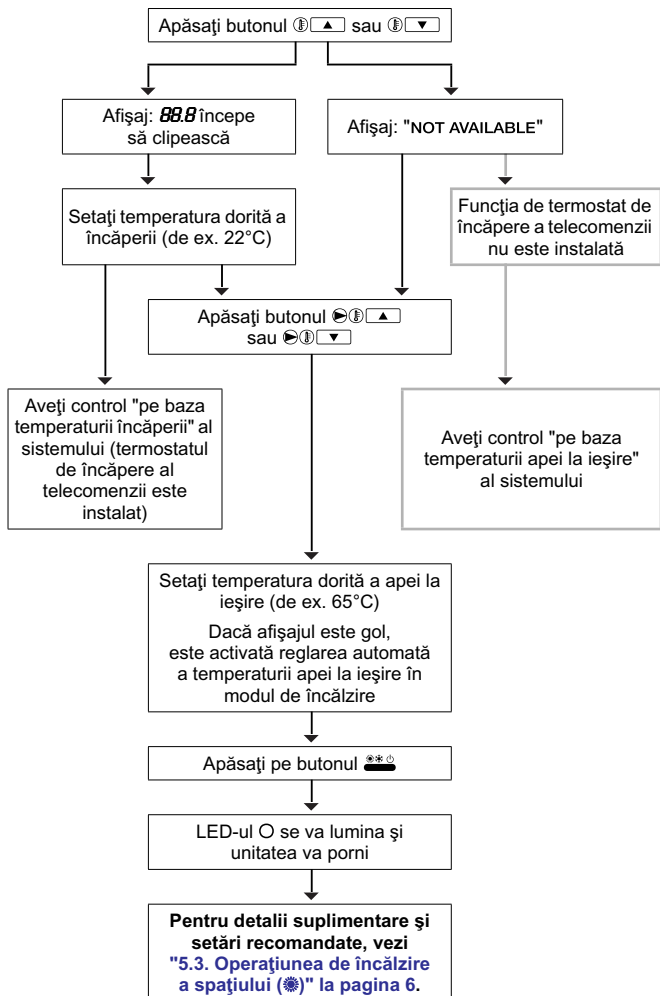 Apăsaţi butonul ▲ sau ▼
Afişaj: 88.8 începe
să clipească
Afişaj: "NOT AVAILABLE"
Setaţi temperatura dorită a
încăperii (de ex. 22°C)
Funcţia de termostat de
încăpere a telecomenzii
nu este instalată
Apăsaţi butonul ▲
sau ▼
Aveţi control "pe baza
temperaturii încăperii" al
sistemului (termostatul
de încăpere al
telecomenzii este
instalat)
Aveţi control "pe baza
temperaturii apei la ieşire"
al sistemului
Setaţi temperatura dorită a apei la
ieşire (de ex. 65°C)
Dacă afişajul este gol,
este activată reglarea automată
a temperaturii apei la ieşire în
modul de încălzire
Apăsaţi pe butonul
LED-ul O se va lumina şi
unitatea va porni
Pentru detalii suplimentare şi
setări recomandate, vezi
"5.3. Operaţiunea de încălzire
a spaţiului (☀)" la pagina 6.